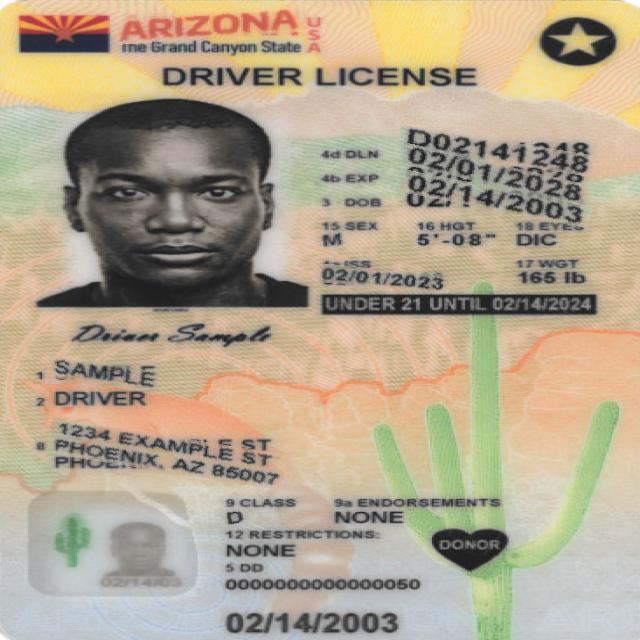 ARIZONA USA
The Grand Canyon State
DRIVER LICENSE
4d DLN D02141248
4b EXP 02/01/2028
3 DOB 02/14/2003
15 SEX 16 HGT 18 EYES
M 5'-08" DIC
ISS 17 WGT
02/01/2023 165 lb
UNDER 21 UNTIL 02/14/2024
Driver Sample
1 SAMPLE
2 DRIVER
8 1234 EXAMPLE ST
PHOENIX, AZ 85007
9 CLASS 9a ENDORSEMENTS
D NONE
12 RESTRICTIONS:
NONE
5 DD
0000000000000050
DONOR
02/14/03
02/14/2003